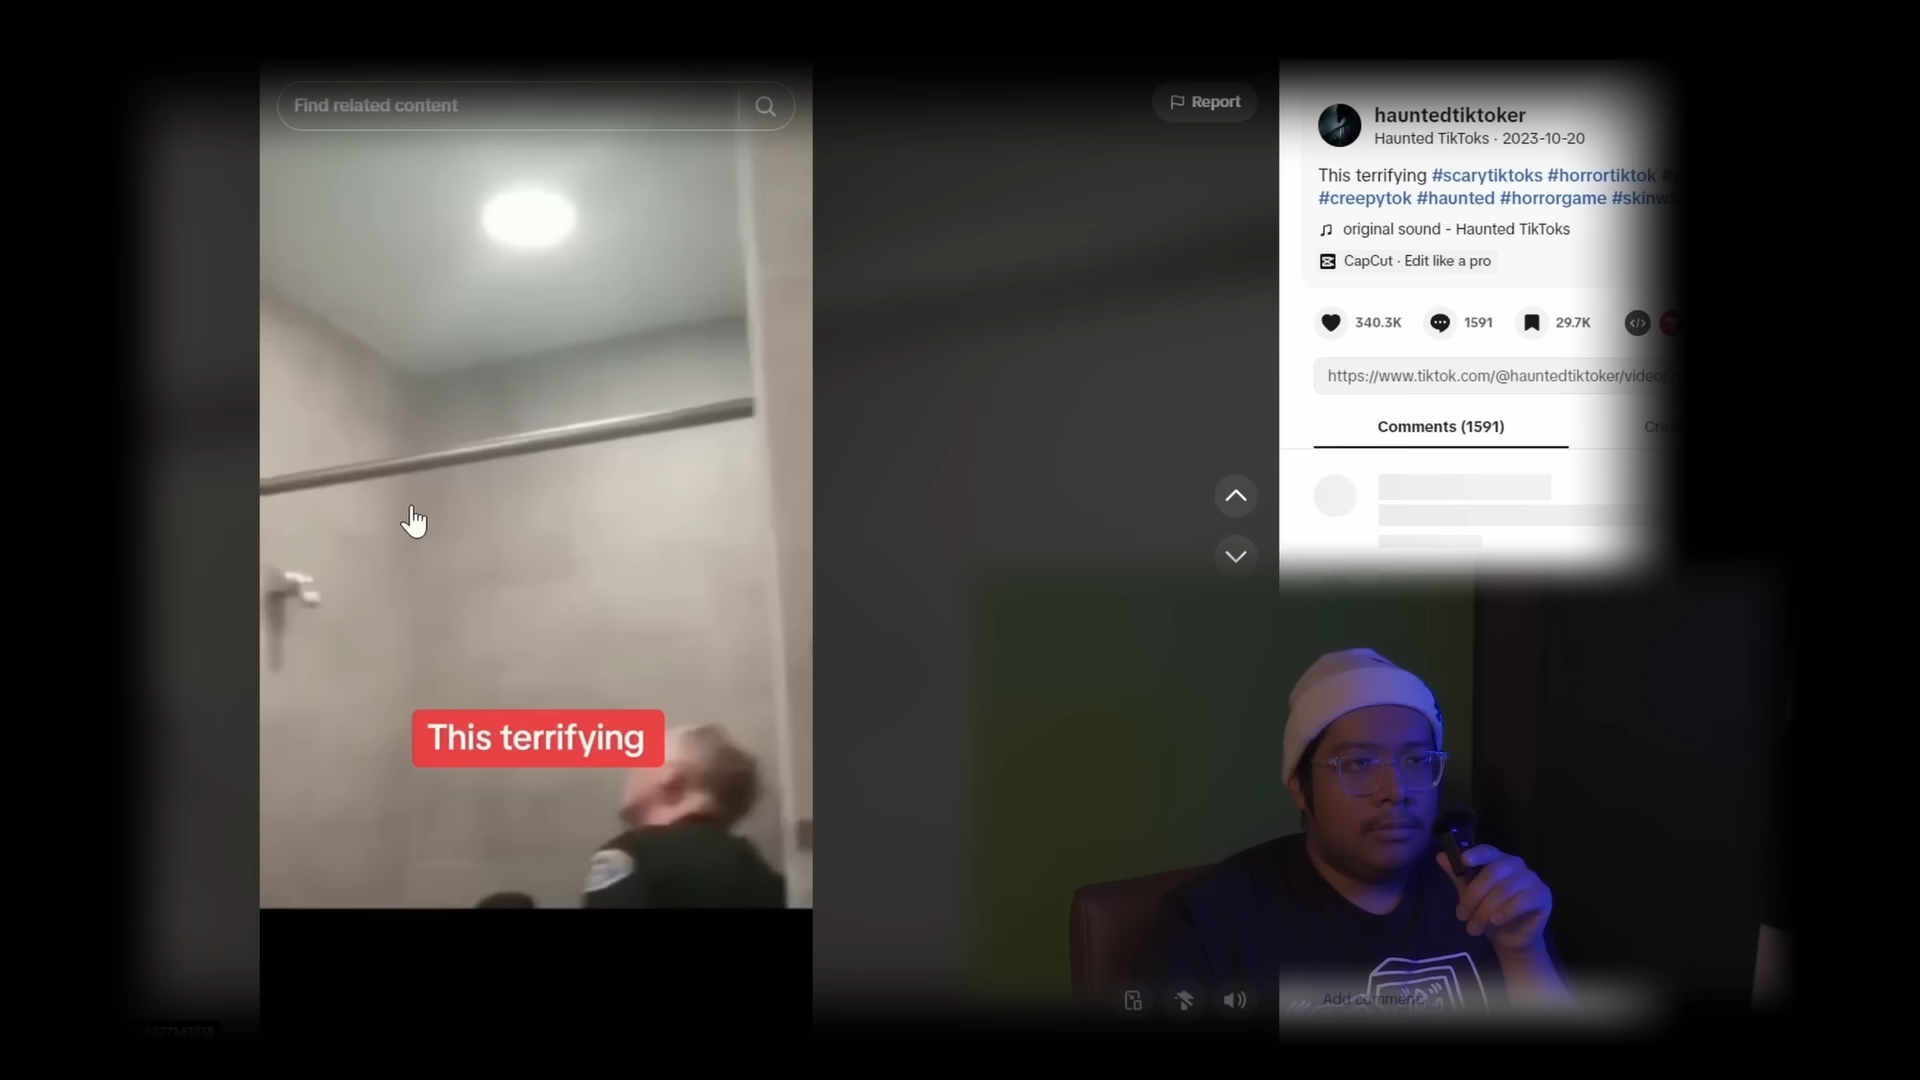 Find related content
Report
hauntedtiktoker
Haunted TikToks · 2023-10-20
This terrifying #scarytiktoks #horrortiktok
#creepytok #haunted #horrorgame
original sound - Haunted TikToks
CapCut · Edit like a pro
340.3K
1591
29.7K
https://www.tiktok.com/@hauntedtiktoker/video/
Comments (1591)
This terrifying
Add comment